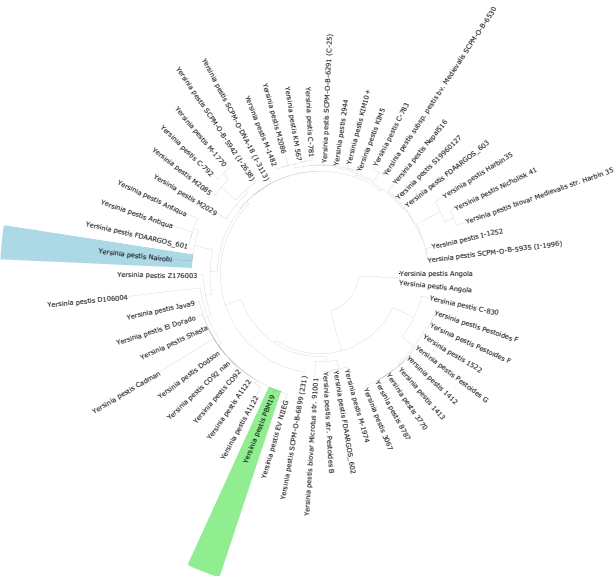 Yersinia pestis subsp. pestis bv. Medievalis SCPM-O-B-6530
Yersinia pestis SCPM-O-B-6291 (C-25)
Yersinia pestis 2944
Yersinia pestis KIM10+
Yersinia pestis KIM5
Yersinia pestis C-783
Yersinia pestis Nepal516
Yersinia pestis S19960127
Yersinia pestis FDAARGOS_603
Yersinia pestis Harbin35
Yersinia pestis Nicholisk 41
Yersinia pestis biovar Medievalis str. Harbin 35
Yersinia pestis I-1252
Yersinia pestis SCPM-O-B-5935 (I-1996)
Yersinia pestis Angola
Yersinia pestis Angola
Yersinia pestis C-830
Yersinia pestis Pestoides F
Yersinia pestis Pestoides F
Yersinia pestis 1522
Yersinia pestis Pestoides G
Yersinia pestis 1412
Yersinia pestis 1413
Yersinia pestis 3770
Yersinia pestis 8787
Yersinia pestis 3067
Yersinia pestis M-1974
Yersinia pestis FDAARGOS_602
Yersinia pestis str. Pestoides B
Yersinia pestis biovar Microtus str. 91001
Yersinia pestis SCPM-O-B-6899 (231)
Yersinia pestis EV NIIEG
Yersinia pestis PBM19
Yersinia pestis A1122
Yersinia pestis A1122
Yersinia pestis CO92
Yersinia pestis CO92 nan
Yersinia pestis Dodson
Yersinia pestis Cadman
Yersinia pestis Shasta
Yersinia pestis El Dorado
Yersinia pestis Java9
Yersinia pestis D106004
Yersinia pestis Z176003
Yersinia pestis Nairobi
Yersinia pestis FDAARGOS_601
Yersinia pestis Antiqua
Yersinia pestis Antiqua
Yersinia pestis M2029
Yersinia pestis M2085
Yersinia pestis C-792
Yersinia pestis M-1770
Yersinia pestis SCPM-O-B-5942 (I-2638)
Yersinia pestis SCPM-O-DNA-18 (I-3113)
Yersinia pestis M-1482
Yersinia pestis M2086
Yersinia pestis KM 567
Yersinia pestis C-781